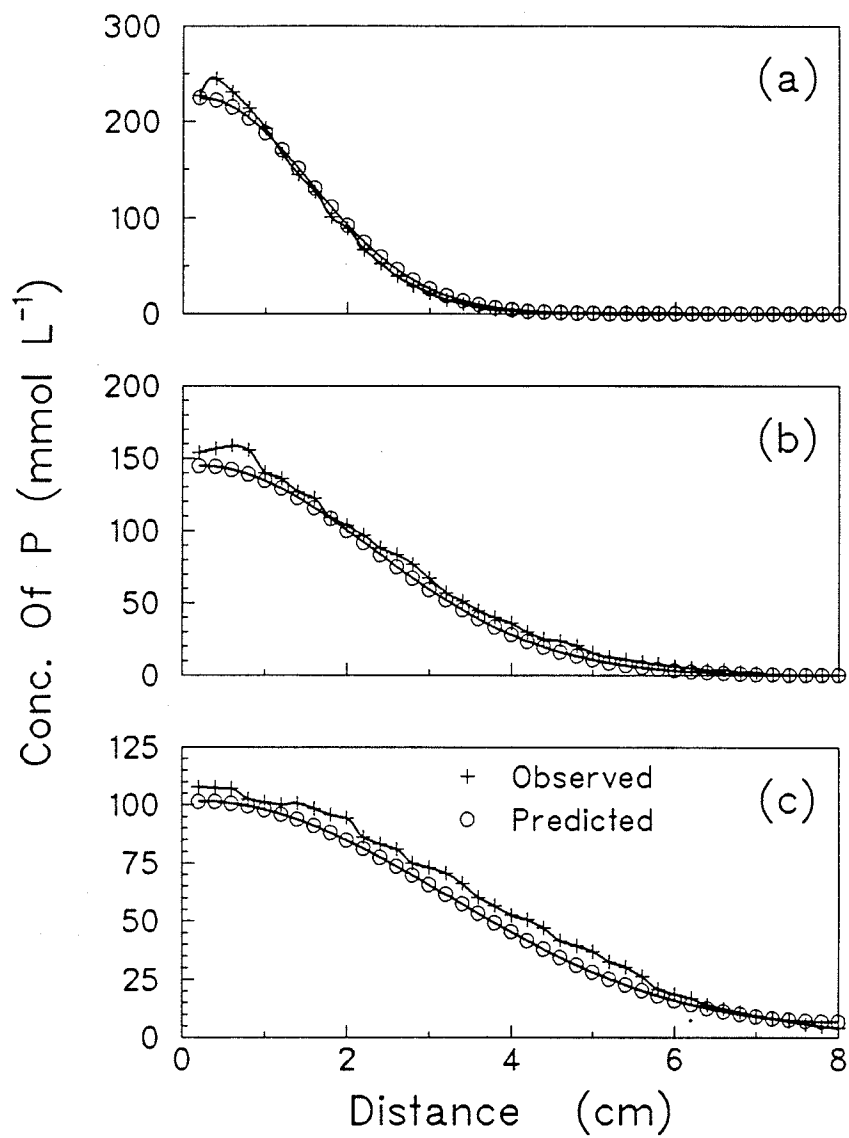 300
200
100
0
(a)
200
150
100
50
0
(b)
125
100
75
50
25
0
+ Observed
○ Predicted
(c)
0 2 4 6 8
Distance (cm)
Conc. Of P (mmol L⁻¹)